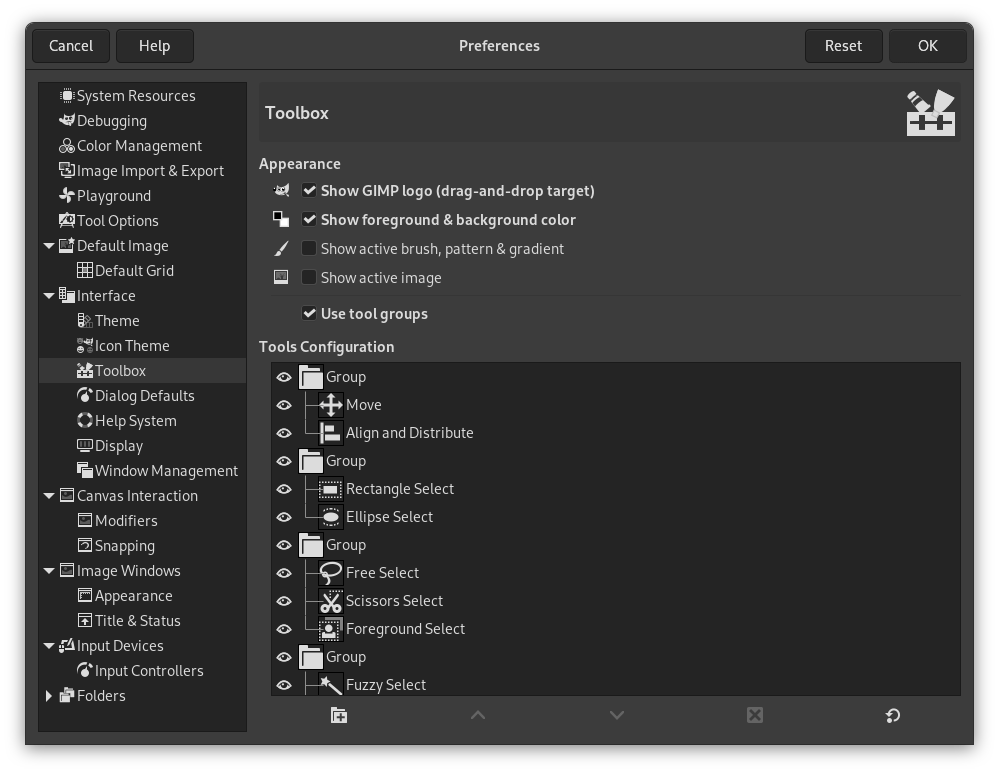 Cancel
Help
Preferences
Reset
OK
System Resources
Debugging
Color Management
Image Import & Export
Playground
Tool Options
Default Image
Default Grid
Interface
Theme
Icon Theme
Toolbox
Dialog Defaults
Help System
Display
Window Management
Canvas Interaction
Modifiers
Snapping
Image Windows
Appearance
Title & Status
Input Devices
Input Controllers
Folders
Toolbox
Appearance
Show GIMP logo (drag-and-drop target)
Show foreground & background color
Show active brush, pattern & gradient
Show active image
Use tool groups
Tools Configuration
Group
Move
Align and Distribute
Group
Rectangle Select
Ellipse Select
Group
Free Select
Scissors Select
Foreground Select
Group
Fuzzy Select